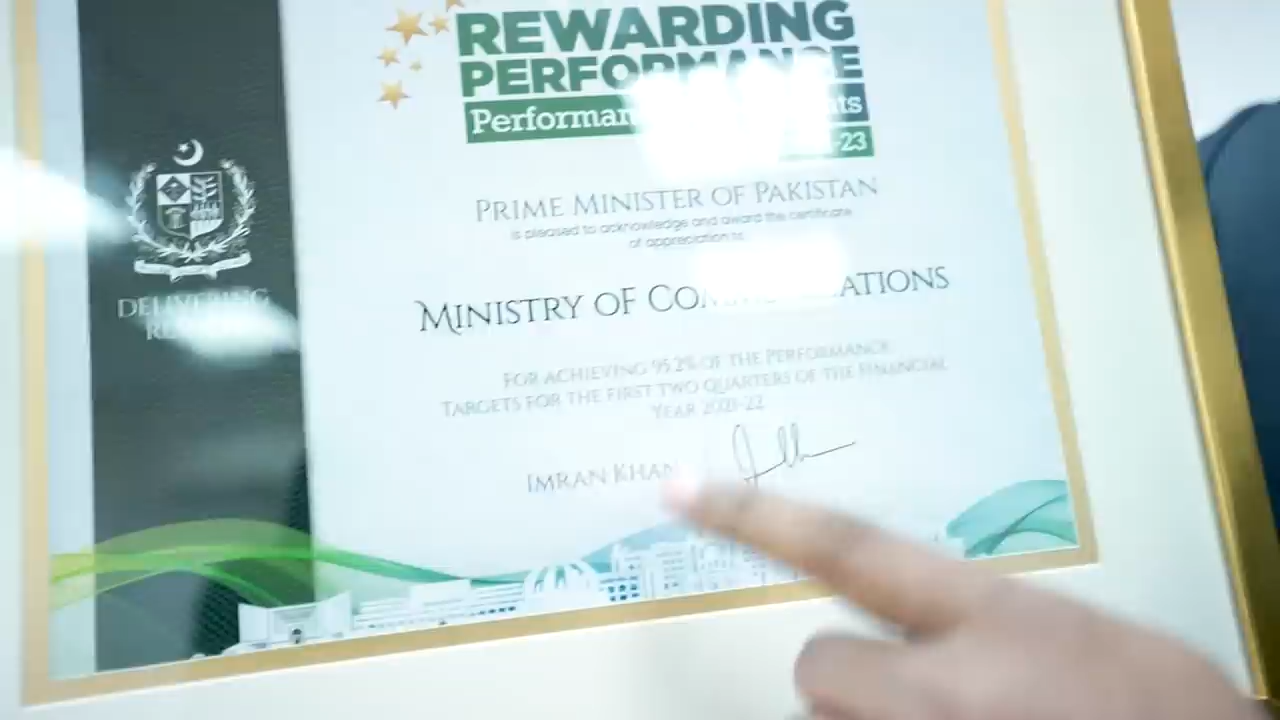 REWARDING
PERFORMANCE
Performan ts
-23
PRIME MINISTER OF PAKISTAN
is pleased to acknowledge and award the certificate
of appreciation to
MINISTRY OF CO ATIONS
FOR ACHIEVING 95.2% OF THE PERFORMANCE
TARGETS FOR THE FIRST TWO QUARTERS OF THE FINANCIAL
YEAR 2021-22
IMRAN KHAN
DELIVERING